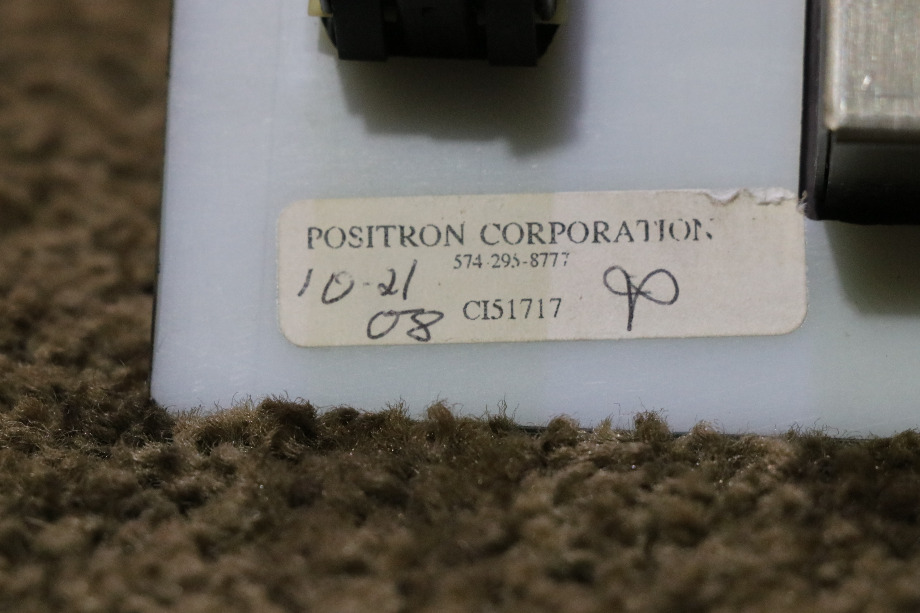 POSITRON CORPORATION
574-295-8777
10-21
08 CI51717